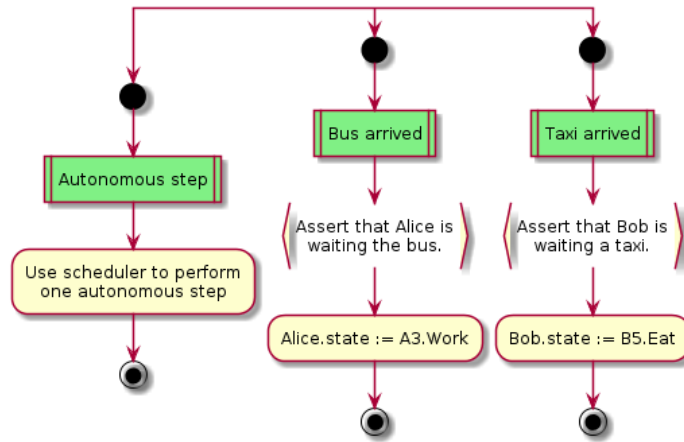 Autonomous step
Use scheduler to perform
one autonomous step
Bus arrived
Assert that Alice is
waiting the bus.
Alice.state := A3.Work
Taxi arrived
Assert that Bob is
waiting a taxi.
Bob.state := B5.Eat